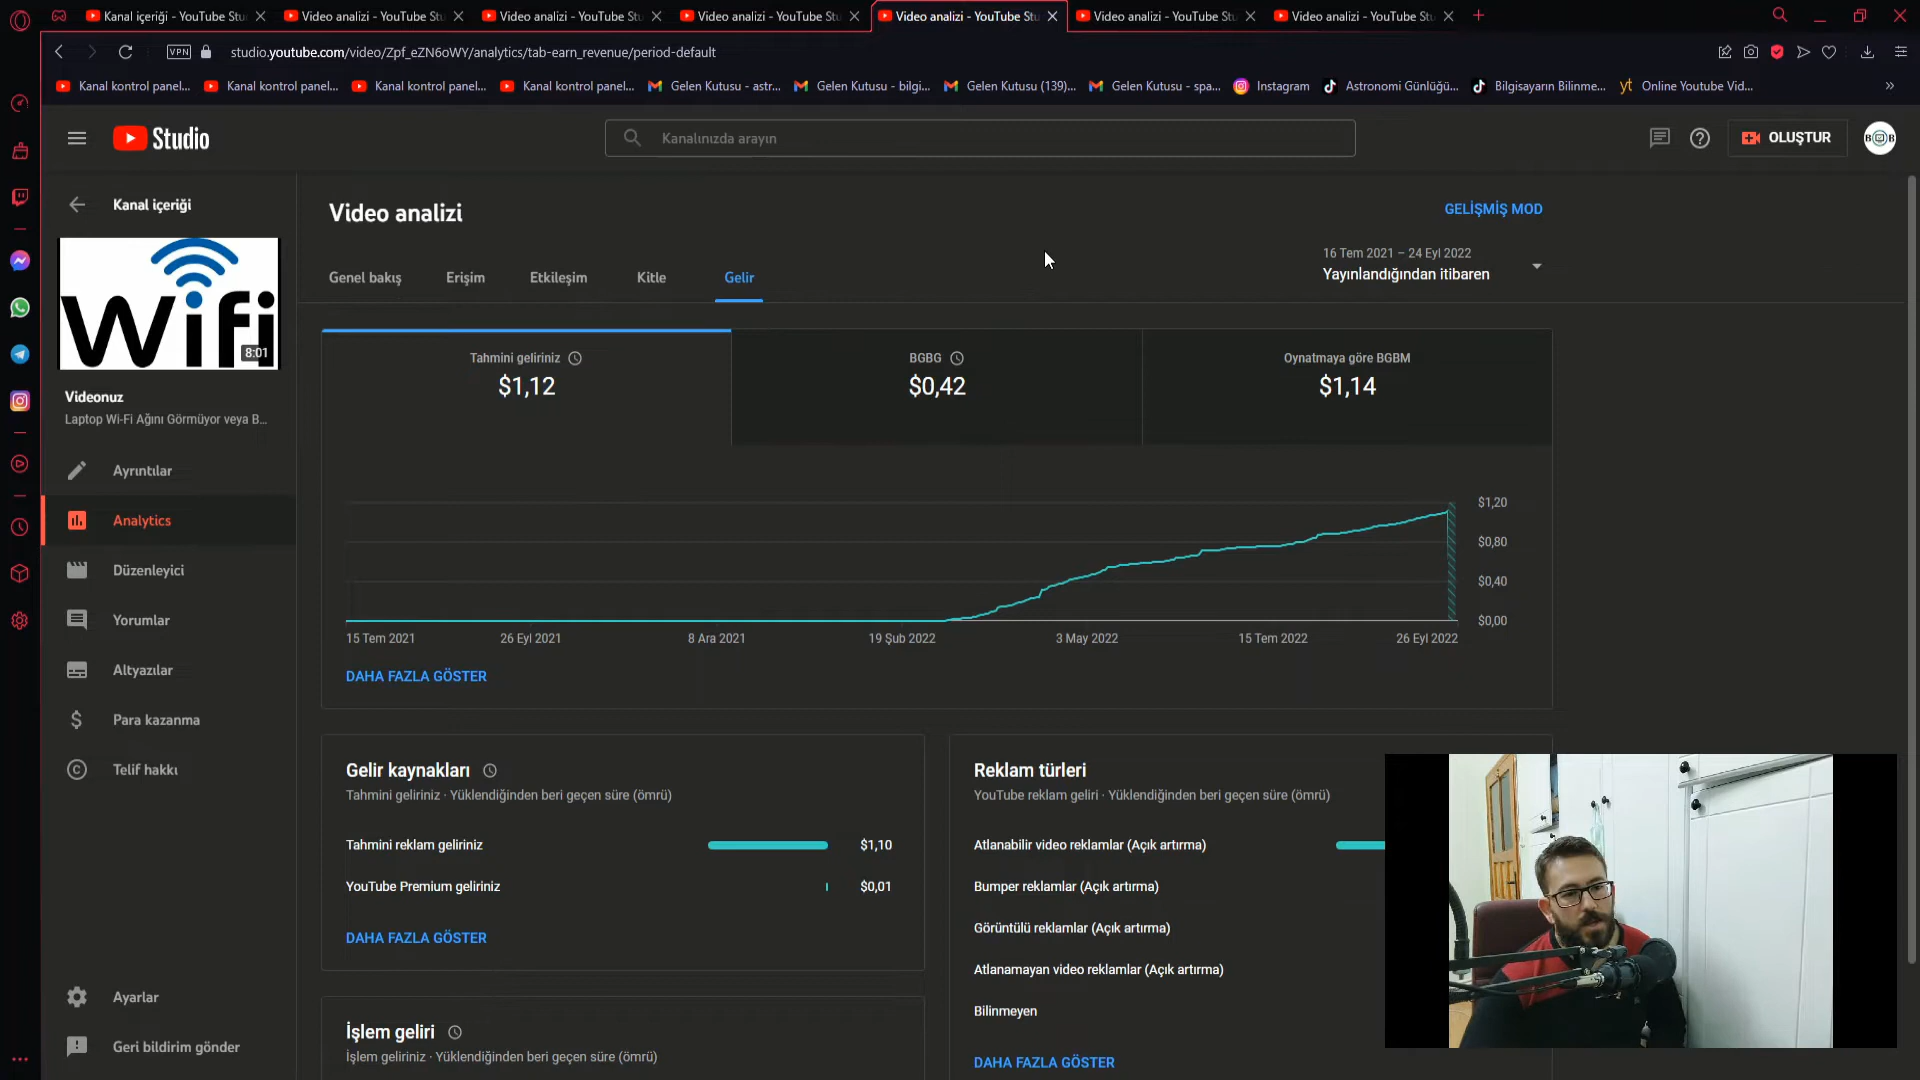 Kanal içeriği - YouTube Stu
Video analizi - YouTube Stu
Video analizi - YouTube Stu
Video analizi - YouTube Stu
Video analizi - YouTube Stu
Video analizi - YouTube Stu
Video analizi - YouTube Stu
VPN
studio.youtube.com/video/Zpf_eZN6oWY/analytics/tab-earn_revenue/period-default
Kanal kontrol panel...
Kanal kontrol panel...
Kanal kontrol panel...
Kanal kontrol panel...
Gelen Kutusu - astr...
Gelen Kutusu - bilgi...
Gelen Kutusu (139)...
Gelen Kutusu - spa...
Instagram
Astronomi Günlüğü...
Bilgisayarın Bilinme...
yt Online Youtube Vid...
Studio
Kanalınızda arayın
OLUŞTUR
Kanal içeriği
Wifi
8:01
Videonuz
Laptop Wi-Fi Ağını Görmüyor veya B...
Ayrıntılar
Analytics
Düzenleyici
Yorumlar
Altyazılar
Para kazanma
Telif hakkı
Ayarlar
Geri bildirim gönder
Video analizi
GELİŞMİŞ MOD
Genel bakış
Erişim
Etkileşim
Kitle
Gelir
16 Tem 2021 – 24 Eyl 2022
Yayınlandığından itibaren
Tahmini geliriniz
$1,12
BGBG
$0,42
Oynatmaya göre BGBM
$1,14
$1,20
$0,80
$0,40
$0,00
15 Tem 2021
26 Eyl 2021
8 Ara 2021
19 Şub 2022
3 May 2022
15 Tem 2022
26 Eyl 2022
DAHA FAZLA GÖSTER
Gelir kaynakları
Tahmini geliriniz · Yüklendiğinden beri geçen süre (ömrü)
Tahmini reklam geliriniz
$1,10
YouTube Premium geliriniz
$0,01
DAHA FAZLA GÖSTER
Reklam türleri
YouTube reklam geliri · Yüklendiğinden beri geçen süre (ömrü)
Atlanabilir video reklamlar (Açık artırma)
Bumper reklamlar (Açık artırma)
Görüntülü reklamlar (Açık artırma)
Atlanamayan video reklamlar (Açık artırma)
Bilinmeyen
DAHA FAZLA GÖSTER
İşlem geliri
İşlem geliriniz · Yüklendiğinden beri geçen süre (ömrü)